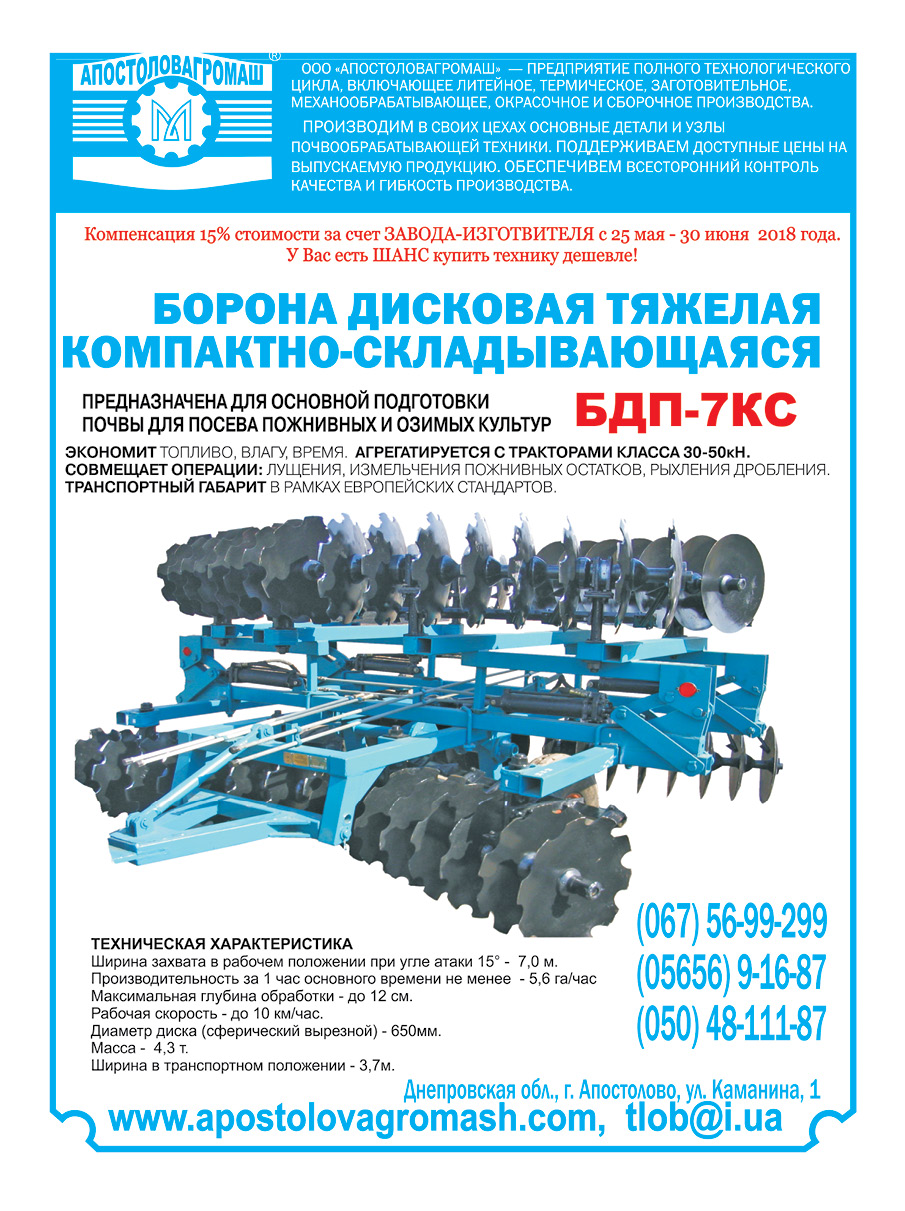 АПОСТОЛОВАГРОМАШ®
ООО «АПОСТОЛОВАГРОМАШ» — ПРЕДПРИЯТИЕ ПОЛНОГО ТЕХНОЛОГИЧЕСКОГО
ЦИКЛА, ВКЛЮЧАЮЩЕЕ ЛИТЕЙНОЕ, ТЕРМИЧЕСКОЕ, ЗАГОТОВИТЕЛЬНОЕ,
МЕХАНООБРАБАТЫВАЮЩЕЕ, ОКРАСОЧНОЕ И СБОРОЧНОЕ ПРОИЗВОДСТВА.
ПРОИЗВОДИМ В СВОИХ ЦЕХАХ ОСНОВНЫЕ ДЕТАЛИ И УЗЛЫ
ПОЧВООБРАБАТЫВАЮЩЕЙ ТЕХНИКИ. ПОДДЕРЖИВАЕМ ДОСТУПНЫЕ ЦЕНЫ НА
ВЫПУСКАЕМУЮ ПРОДУКЦИЮ. ОБЕСПЕЧИВЕМ ВСЕСТОРОННИЙ КОНТРОЛЬ
КАЧЕСТВА И ГИБКОСТЬ ПРОИЗВОДСТВА.
Компенсация 15% стоимости за счет ЗАВОДА-ИЗГОТВИТЕЛЯ с 25 мая - 30 июня 2018 года.
У Вас есть ШАНС купить технику дешевле!
БОРОНА ДИСКОВАЯ ТЯЖЕЛАЯ
КОМПАКТНО-СКЛАДЫВАЮЩАЯСЯ
ПРЕДНАЗНАЧЕНА ДЛЯ ОСНОВНОЙ ПОДГОТОВКИ
ПОЧВЫ ДЛЯ ПОСЕВА ПОЖНИВНЫХ И ОЗИМЫХ КУЛЬТУР
БДП-7КС
ЭКОНОМИТ ТОПЛИВО, ВЛАГУ, ВРЕМЯ. АГРЕГАТИРУЕТСЯ С ТРАКТОРАМИ КЛАССА 30-50кН.
СОВМЕЩАЕТ ОПЕРАЦИИ: ЛУЩЕНИЯ, ИЗМЕЛЬЧЕНИЯ ПОЖНИВНЫХ ОСТАТКОВ, РЫХЛЕНИЯ ДРОБЛЕНИЯ.
ТРАНСПОРТНЫЙ ГАБАРИТ В РАМКАХ ЕВРОПЕЙСКИХ СТАНДАРТОВ.
ТЕХНИЧЕСКАЯ ХАРАКТЕРИСТИКА
Ширина захвата в рабочем положении при угле атаки 15° - 7,0 м.
Производительность за 1 час основного времени не менее - 5,6 га/час
Максимальная глубина обработки - до 12 см.
Рабочая скорость - до 10 км/час.
Диаметр диска (сферический вырезной) - 650мм.
Масса - 4,3 т.
Ширина в транспортном положении - 3,7м.
(067) 56-99-299
(05656) 9-16-87
(050) 48-111-87
Днепровская обл., г. Апостолово, ул. Каманина, 1
www.apostolovagromash.com, tlob@i.ua